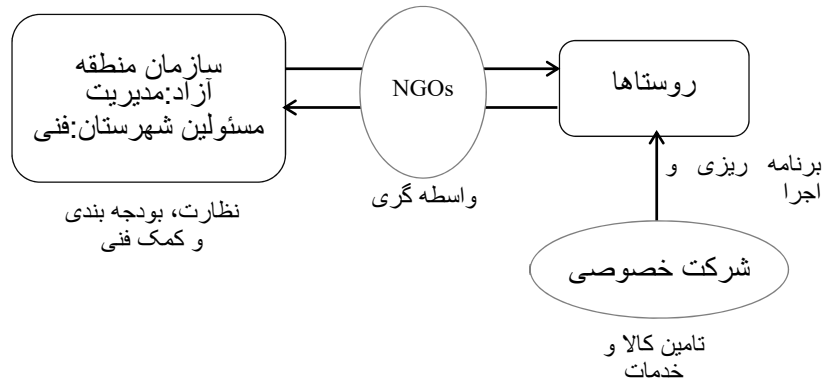 سازمان منطقه
آزاد:مدیریت
مسئولین شهرستان:فنی
نظارت، بودجه بندی
و کمک فنی
NGOs
واسطه گری
روستاها
برنامه ریزی و
اجرا
شرکت خصوصی
تامین کالا و
خدمات